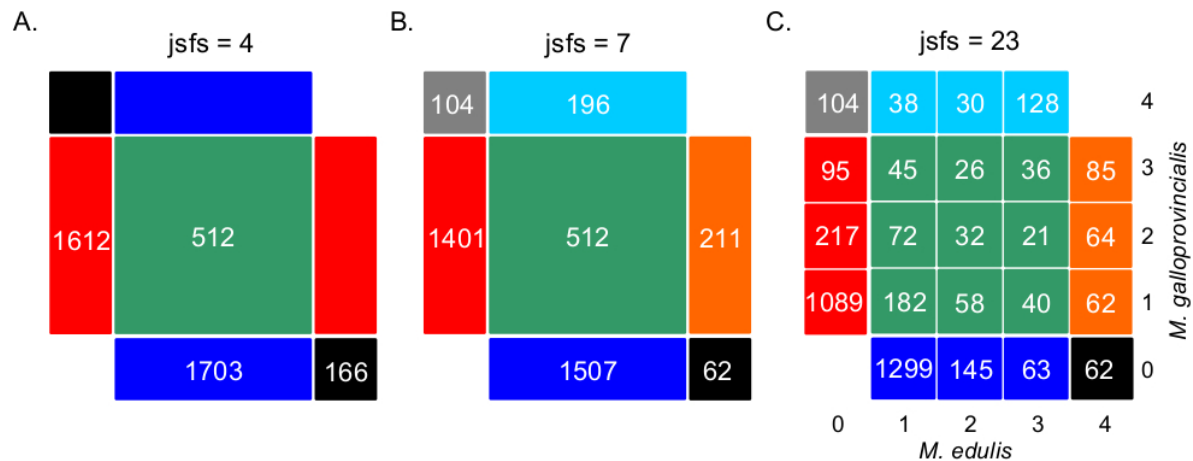 A.
jsfs = 4
1612
512
1703
166
B.
jsfs = 7
104
196
1401
512
211
1507
62
C.
jsfs = 23
104 38 30 128 4
95 45 26 36 85 3
217 72 32 21 64 2
1089 182 58 40 62 1
1299 145 63 62 0
0 1 2 3 4
M. edulis
M. galloprovincialis